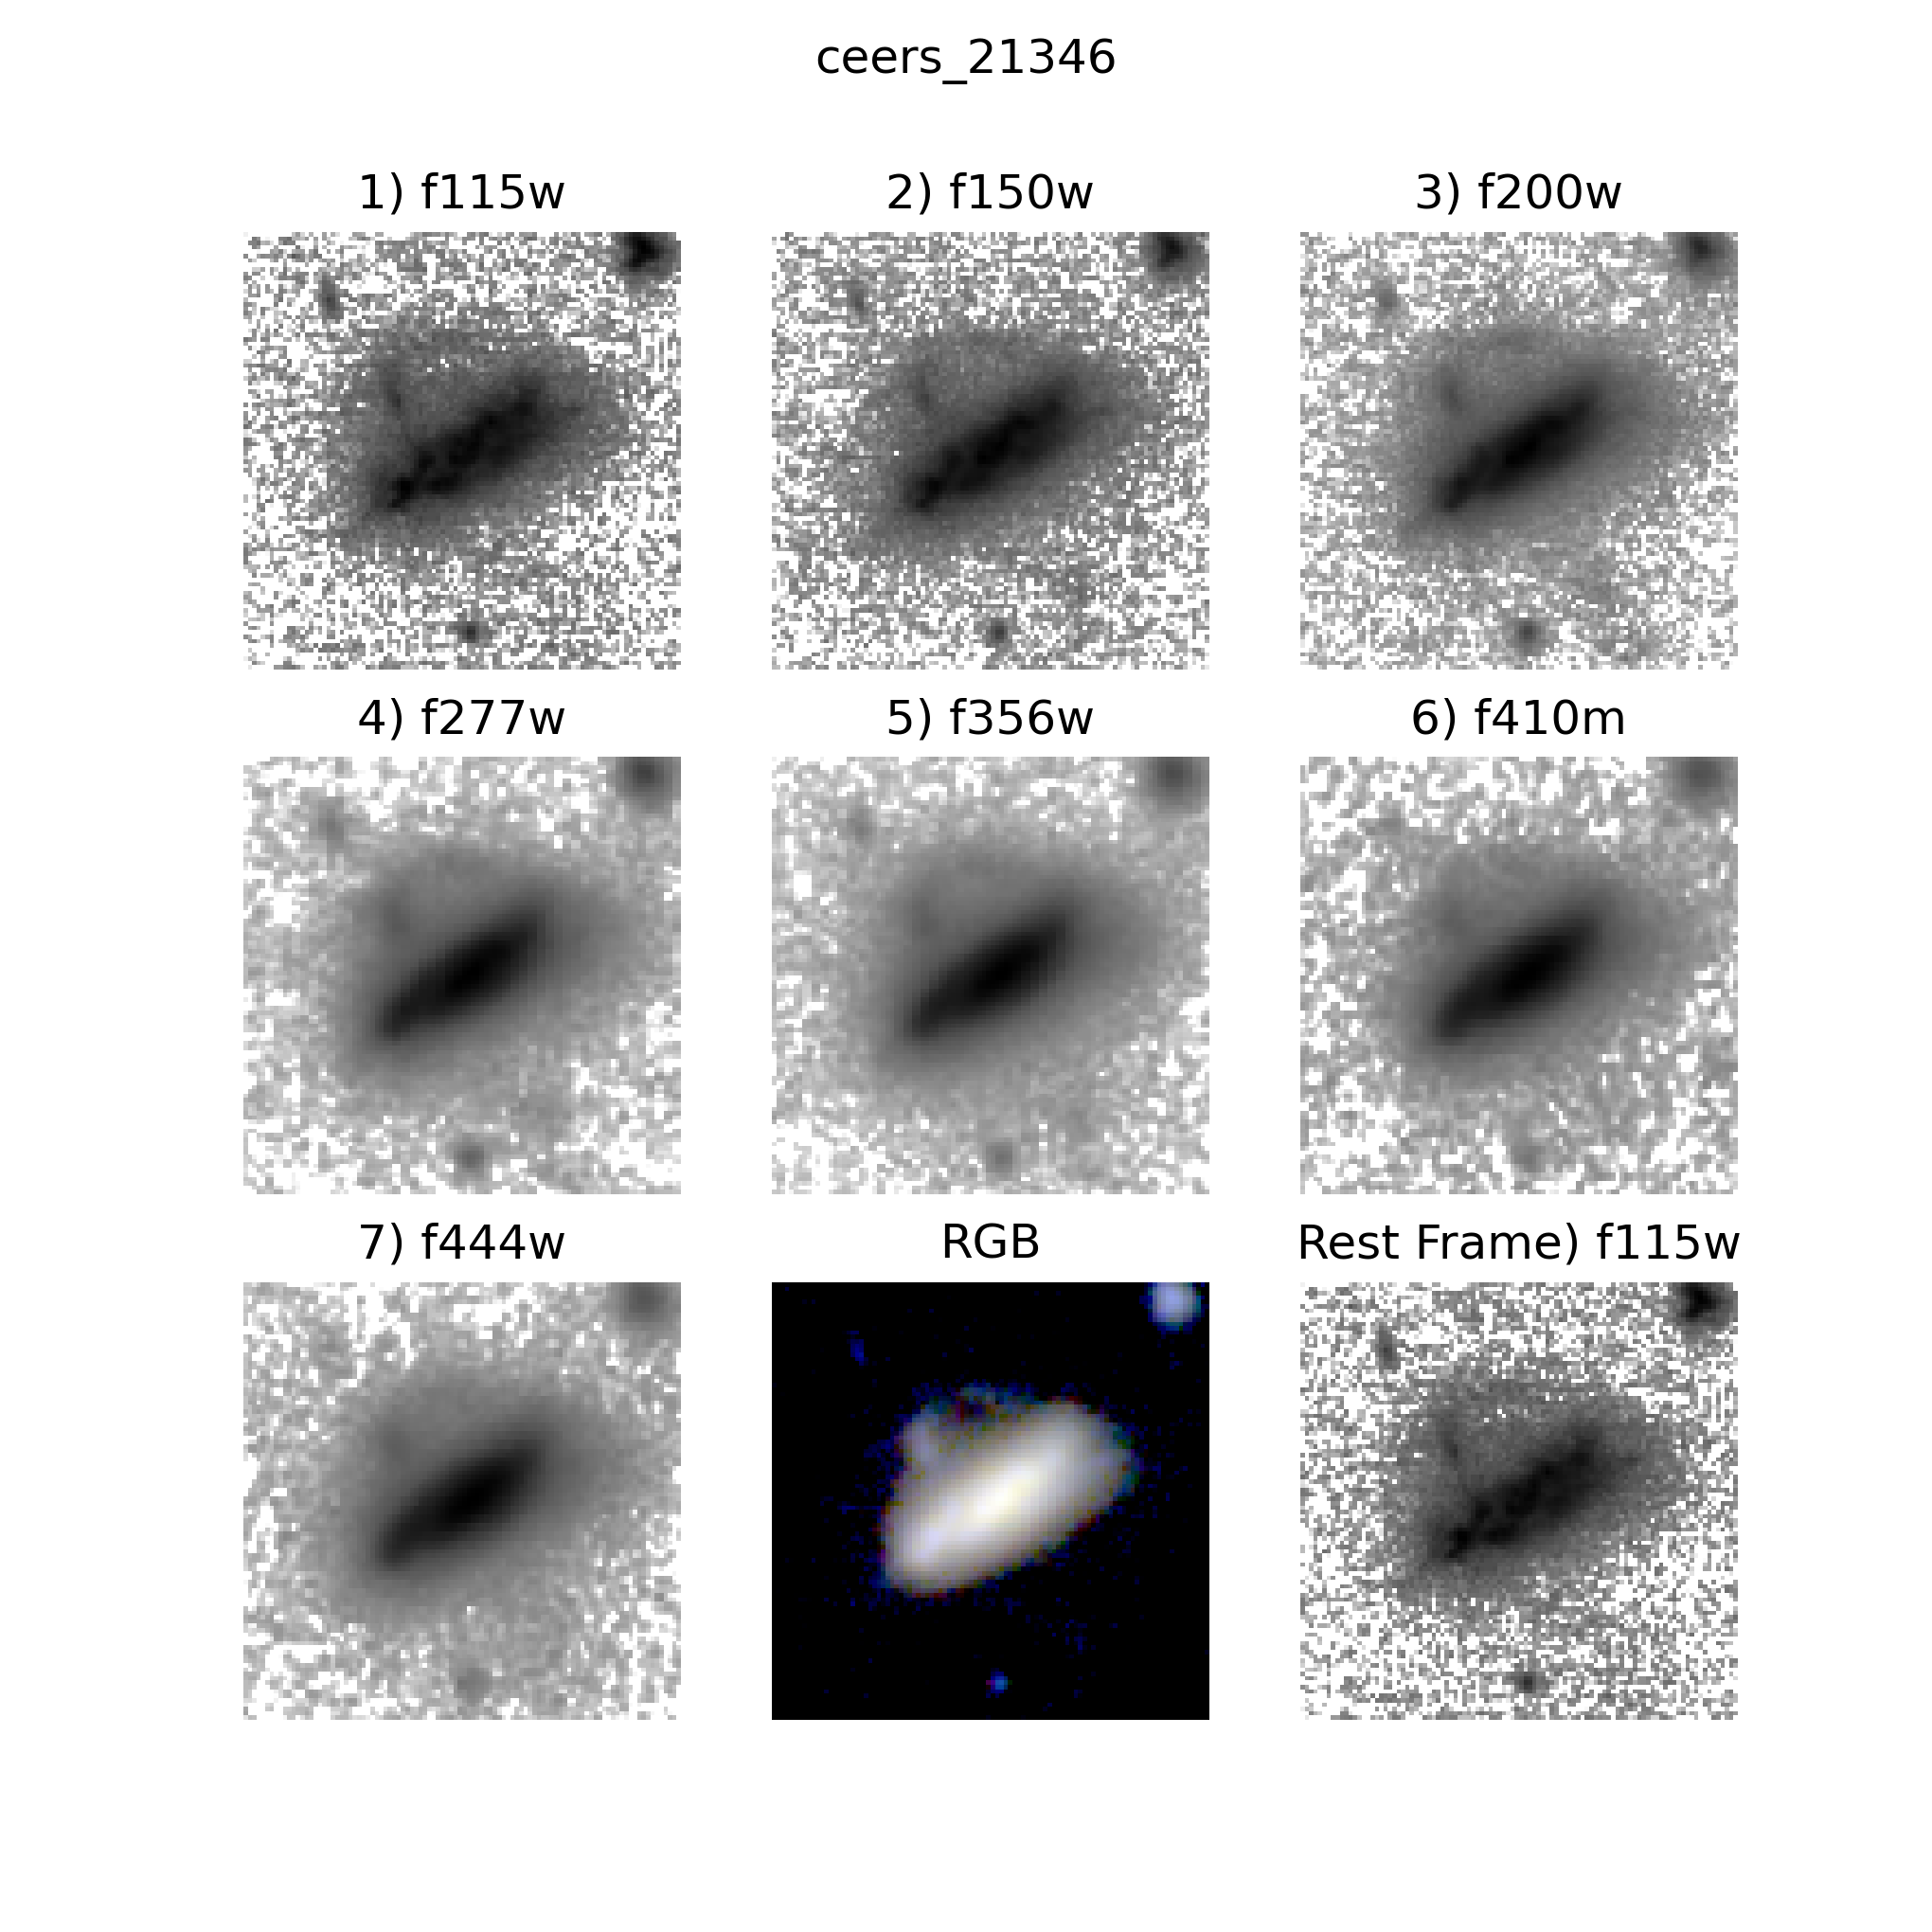 ceers_21346
1) f115w
2) f150w
3) f200w
4) f277w
5) f356w
6) f410m
7) f444w
RGB
Rest Frame) f115w